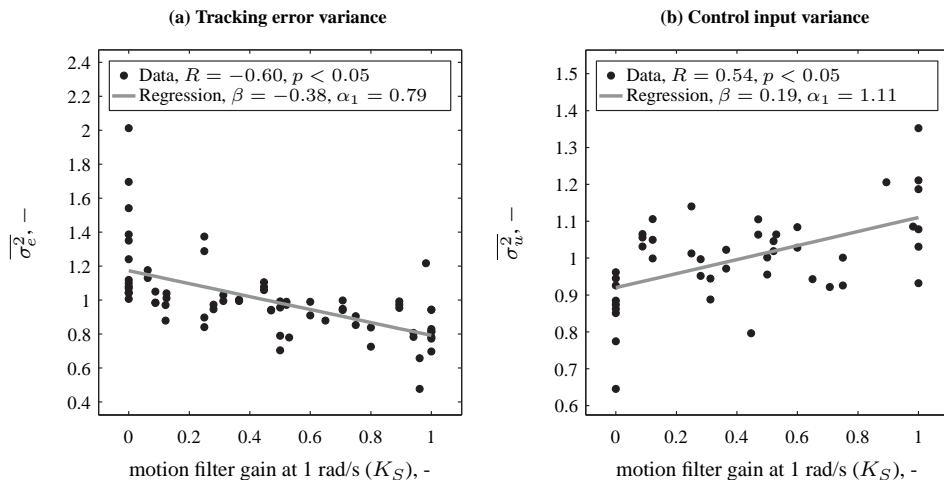 (a) Tracking error variance
2.4
2.2
2
1.8
1.6
1.4
1.2
1
0.8
0.6
0.4
Data, R = −0.60, p < 0.05
Regression, β = −0.38, α₁ = 0.79
σₑ², –
0 0.2 0.4 0.6 0.8 1
motion filter gain at 1 rad/s (K_S), -
(b) Control input variance
1.5
1.4
1.3
1.2
1.1
1
0.9
0.8
0.7
0.6
Data, R = 0.54, p < 0.05
Regression, β = 0.19, α₁ = 1.11
σᵤ², –
0 0.2 0.4 0.6 0.8 1
motion filter gain at 1 rad/s (K_S), -